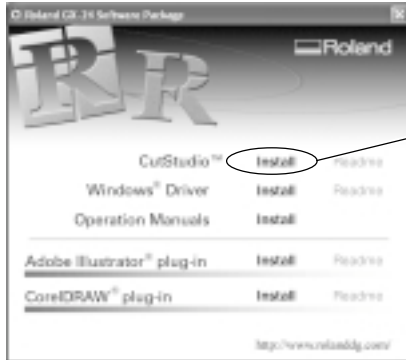 Roland GX-24 Software Package
Roland
R R
CutStudio™ Install Readme
Windows® Driver Install Readme
Operation Manuals Install
Adobe Illustrator® plug-in Install Readme
CorelDRAW® plug-in Install Readme
http://www.rolanddg.com/